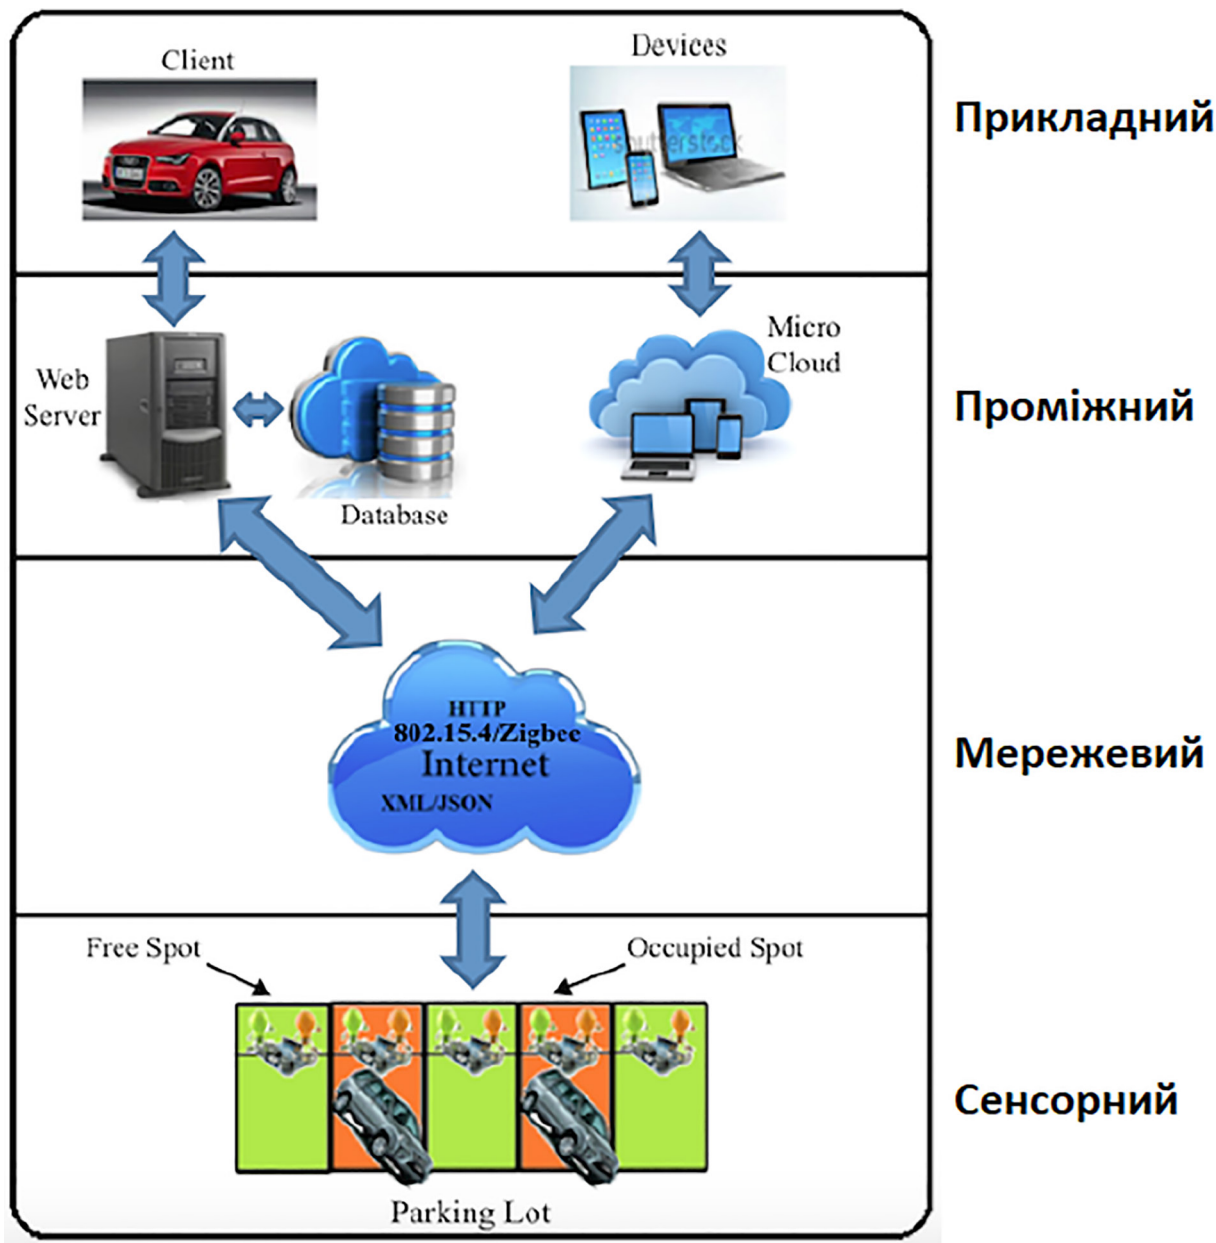 Client
Devices
shutterstock
Прикладний
Micro
Cloud
Web
Server
Database
Проміжний
HTTP
802.15.4/Zigbee
Internet
XML/JSON
Мережевий
Free Spot
Occupied Spot
Сенсорний
Parking Lot